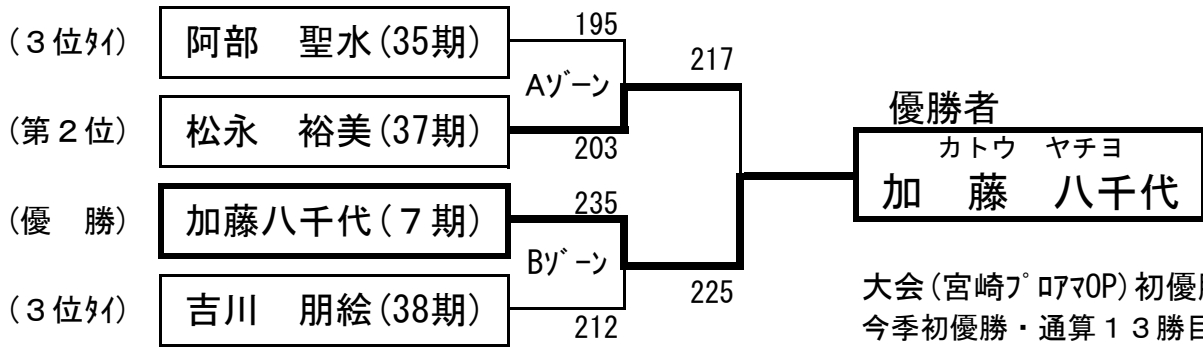 (３位ﾀｲ) 阿部　聖水(35期) 195
Aｿﾞｰﾝ 217
(第２位) 松永　裕美(37期) 203
(優　勝) 加藤八千代(７期) 235
Bｿﾞｰﾝ 225
(３位ﾀｲ) 吉川　朋絵(38期) 212
優勝者
カトウ　ヤチヨ
加　藤　八千代
大会(宮崎ﾌﾟﾛｱﾏOP)初優勝
今季初優勝・通算１３勝目